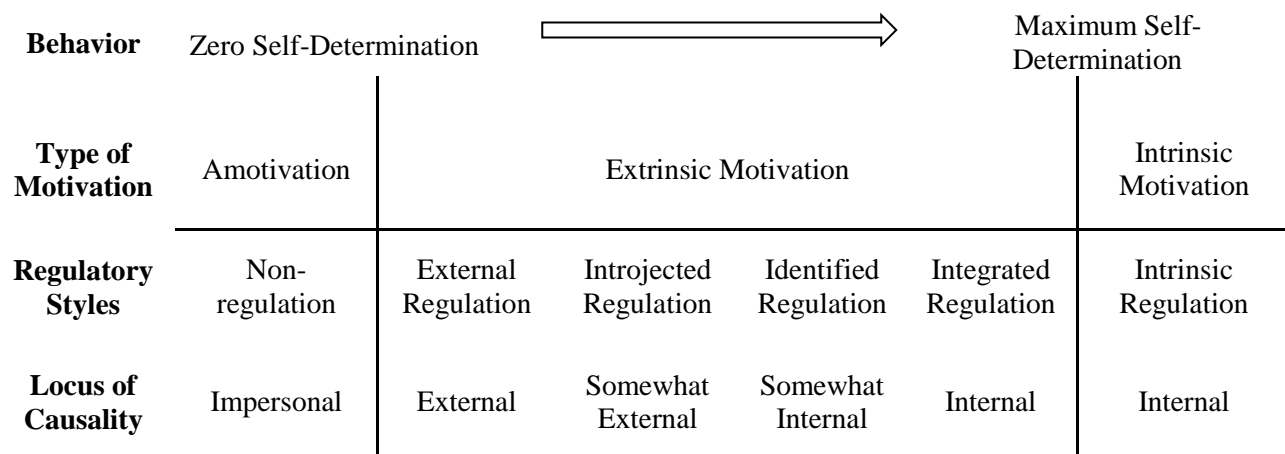 Behavior
Zero Self-Determination
Maximum Self-
Determination
Type of
Motivation
Amotivation
Extrinsic Motivation
Intrinsic
Motivation
Regulatory
Styles
Non-
regulation
External
Regulation
Introjected
Regulation
Identified
Regulation
Integrated
Regulation
Intrinsic
Regulation
Locus of
Causality
Impersonal
External
Somewhat
External
Somewhat
Internal
Internal
Internal